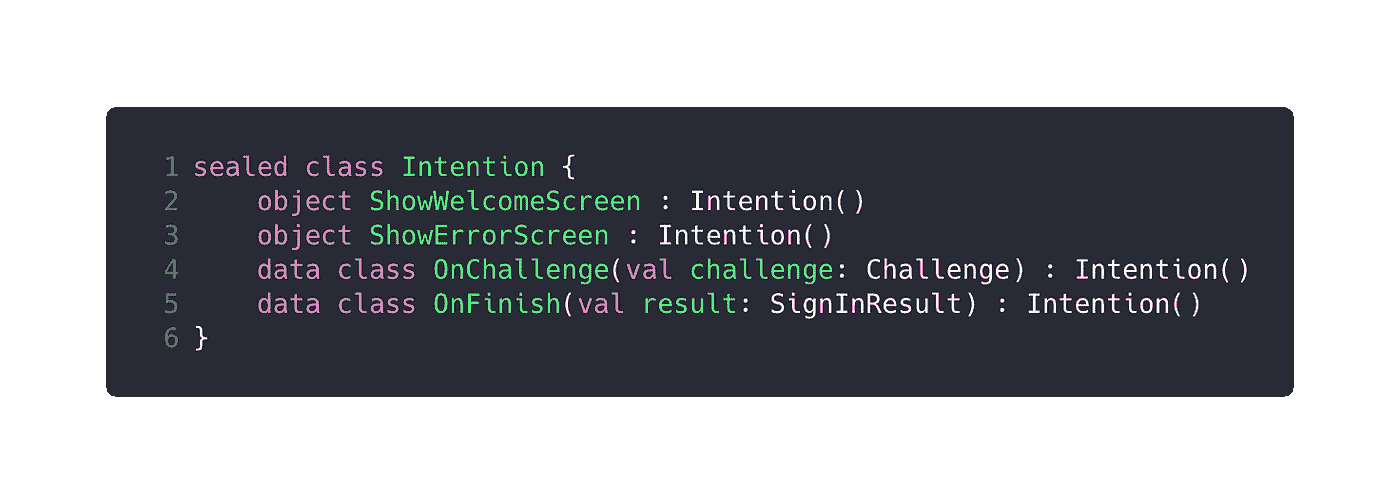 1 sealed class Intention {
2     object ShowWelcomeScreen : Intention()
3     object ShowErrorScreen : Intention()
4     data class OnChallenge(val challenge: Challenge) : Intention()
5     data class OnFinish(val result: SignInResult) : Intention()
6 }